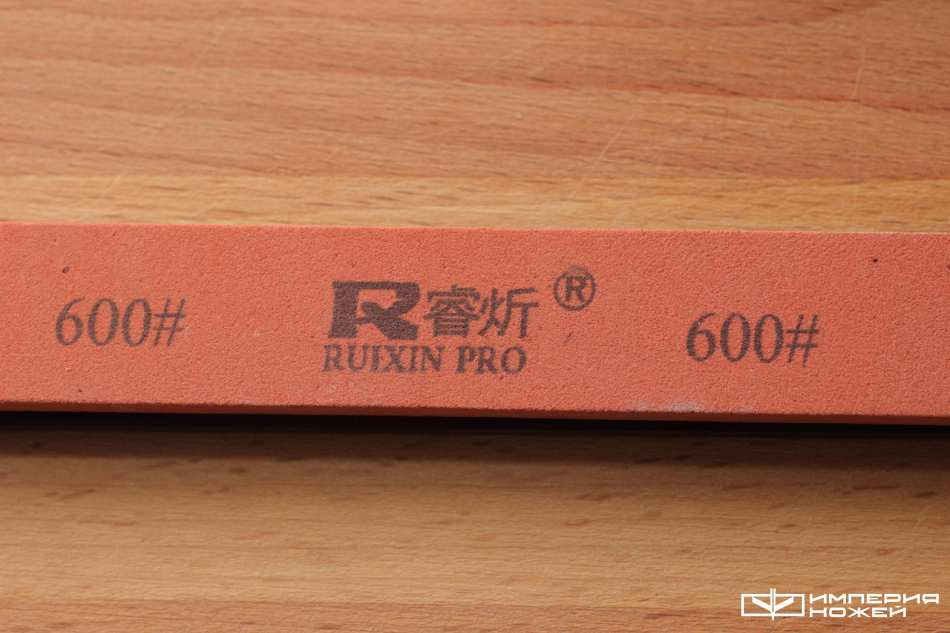 600#
R睿炘®
RUIXIN PRO
600#
ИМПЕРИЯ
НОЖЕЙ